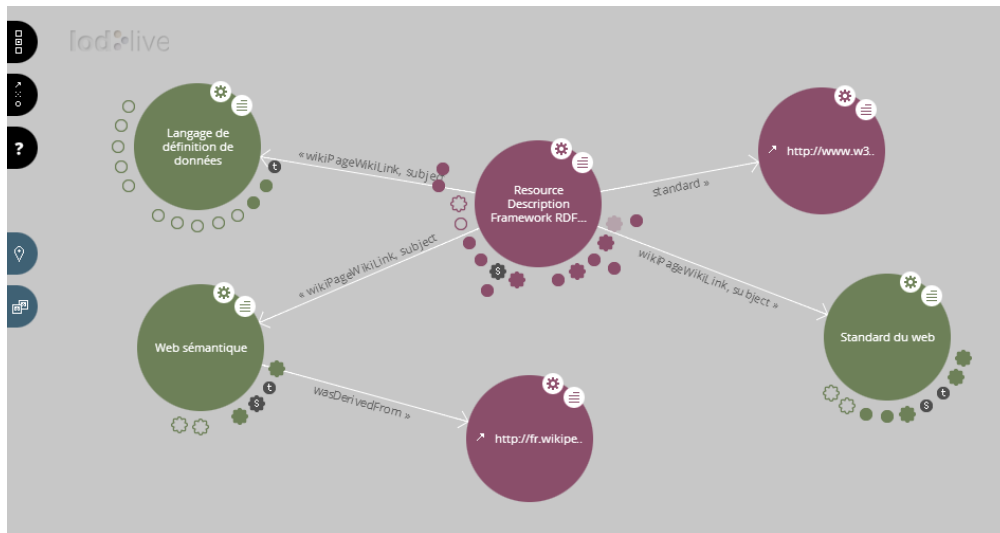 lod live
?
Langage de
définition de
données
t
« wikiPageWikiLink, subject
Resource
Description
Framework RDF...
S
standard »
http://www.w3..
« wikiPageWikiLink, subject
wikiPageWikiLink, subject »
Web sémantique
t
S
wasDerivedFrom »
http://fr.wikipe..
Standard du web
t
S